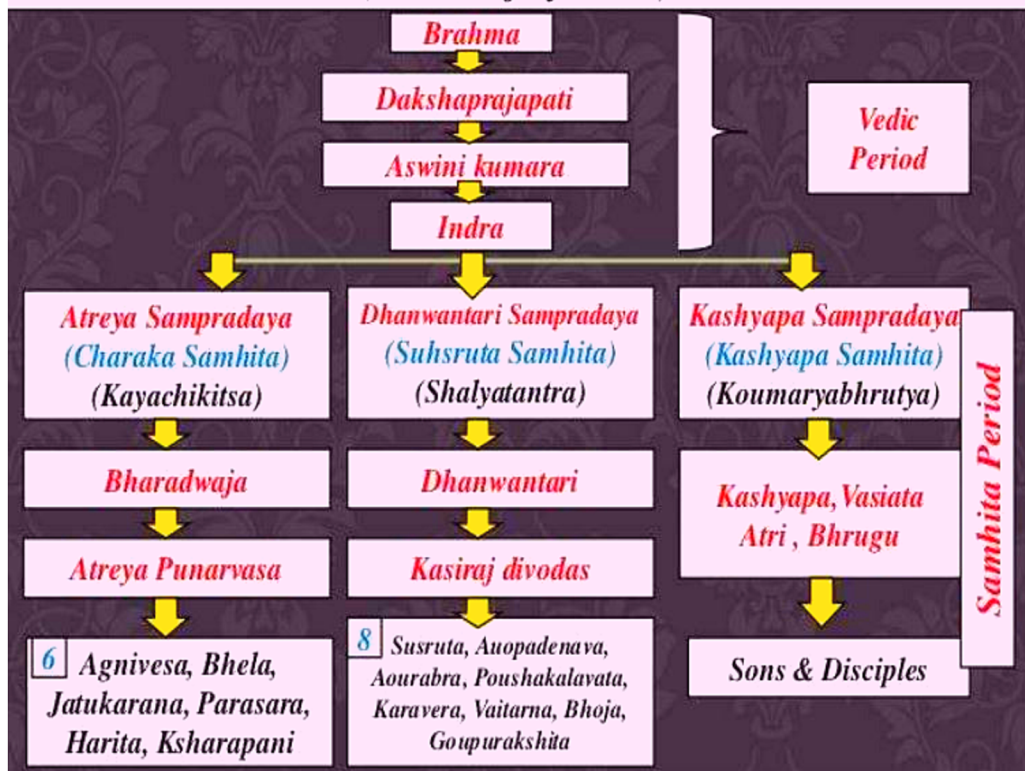 Brahma
Dakshaprajapati
Aswini kumara
Indra
Vedic
Period
Atreya Sampradaya
(Charaka Samhita)
(Kayachikitsa)
Dhanwantari Sampradaya
(Suhsruta Samhita)
(Shalyatantra)
Kashyapa Sampradaya
(Kashyapa Samhita)
(Koumaryabhrutya)
Samhita Period
Bharadwaja
Dhanwantari
Kashyapa, Vasiata
Atri , Bhrugu
Atreya Punarvasa
Kasiraj divodas
6
Agnivesa, Bhela,
Jatukarana, Parasara,
Harita, Ksharapani
8
Susruta, Auopadenava,
Aourabra, Poushakalavata,
Karavera, Vaitarna, Bhoja,
Goupurakshita
Sons & Disciples